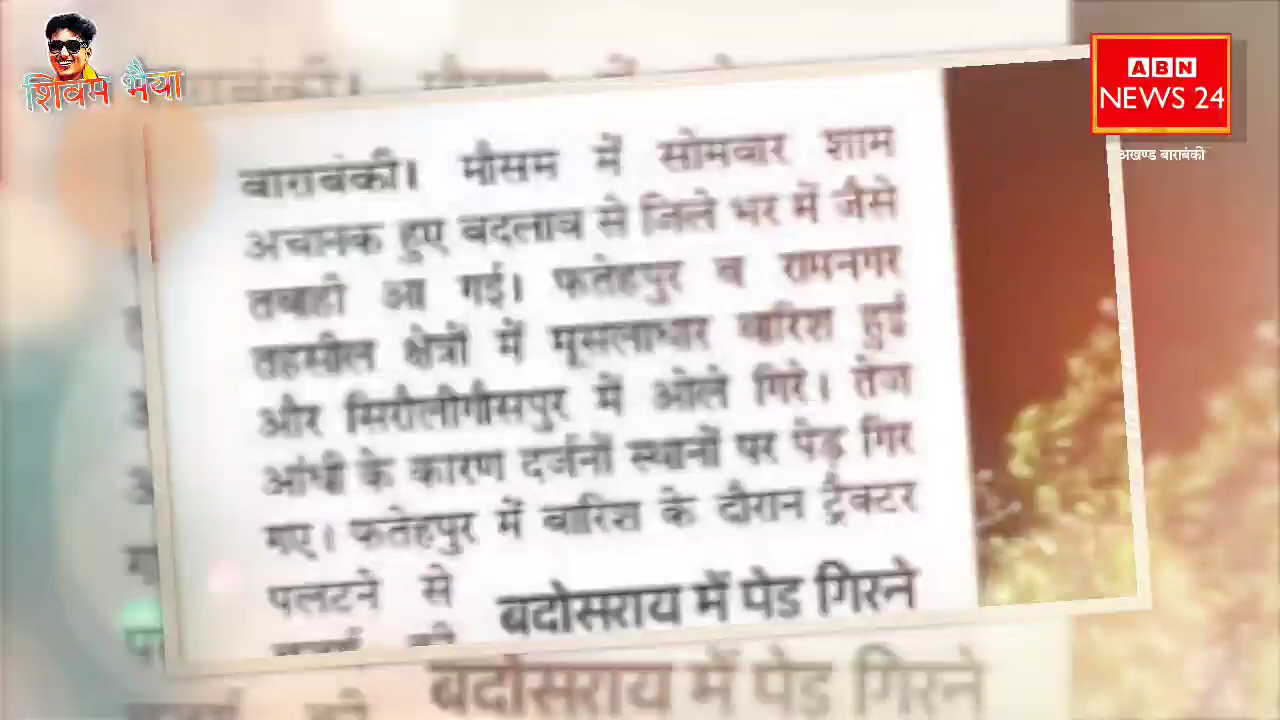 शिवम भैया
ABN
NEWS 24
अखण्ड बाराबंकी
बाराबंकी। मौसम में सोमवार शाम
अचानक हुए बदलाव से जिले भर में जैसे
तबाही आ गई। फतेहपुर व रामनगर
तहसील क्षेत्रों में मूसलाधार बारिश हुई
और सिरौलीगौसपुर में ओले गिरे। तेज
आंधी के कारण दर्जनों स्थानों पर पेड़ गिर
गए। फतेहपुर में बारिश के दौरान ट्रैक्टर
पलटने से
बदोसराय में पेड गिरने
बदोसराय में पेड गिरने